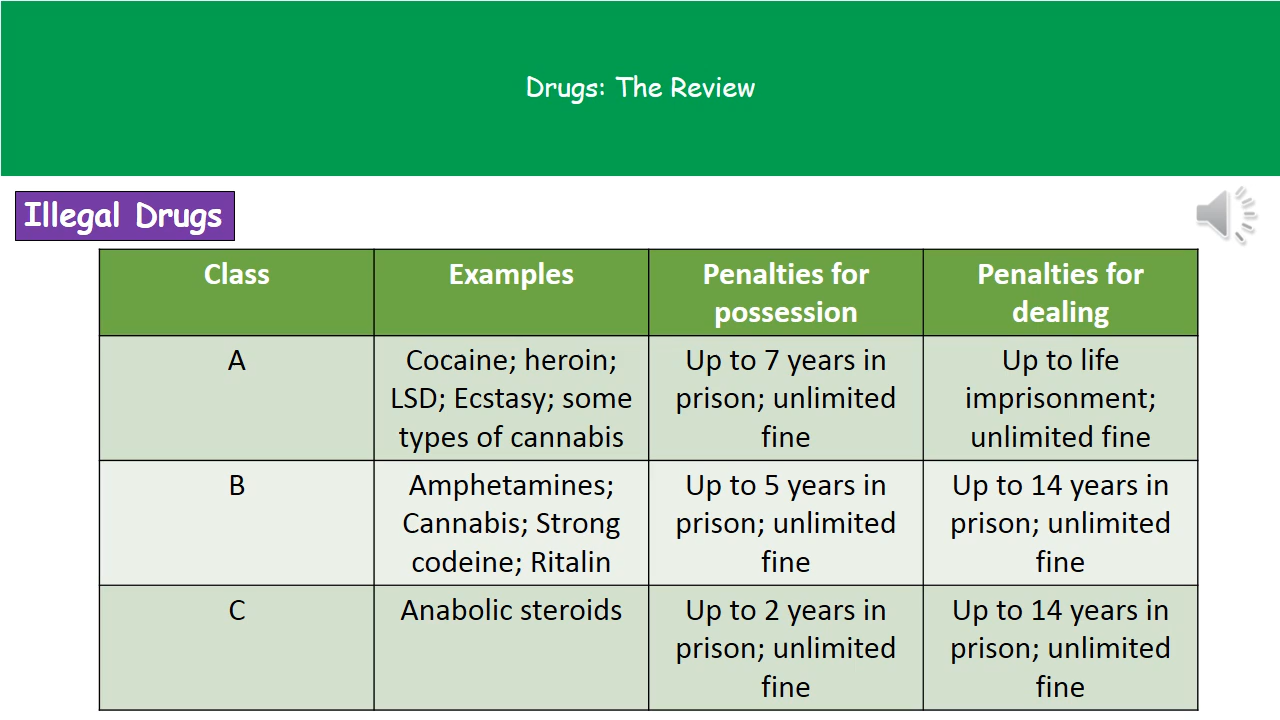 Drugs: The Review
Illegal Drugs
Class
Examples
Penalties for
possession
Penalties for
dealing
A
Cocaine; heroin;
LSD; Ecstasy; some
types of cannabis
Up to 7 years in
prison; unlimited
fine
Up to life
imprisonment;
unlimited fine
B
Amphetamines;
Cannabis; Strong
codeine; Ritalin
Up to 5 years in
prison; unlimited
fine
Up to 14 years in
prison; unlimited
fine
C
Anabolic steroids
Up to 2 years in
prison; unlimited
fine
Up to 14 years in
prison; unlimited
fine